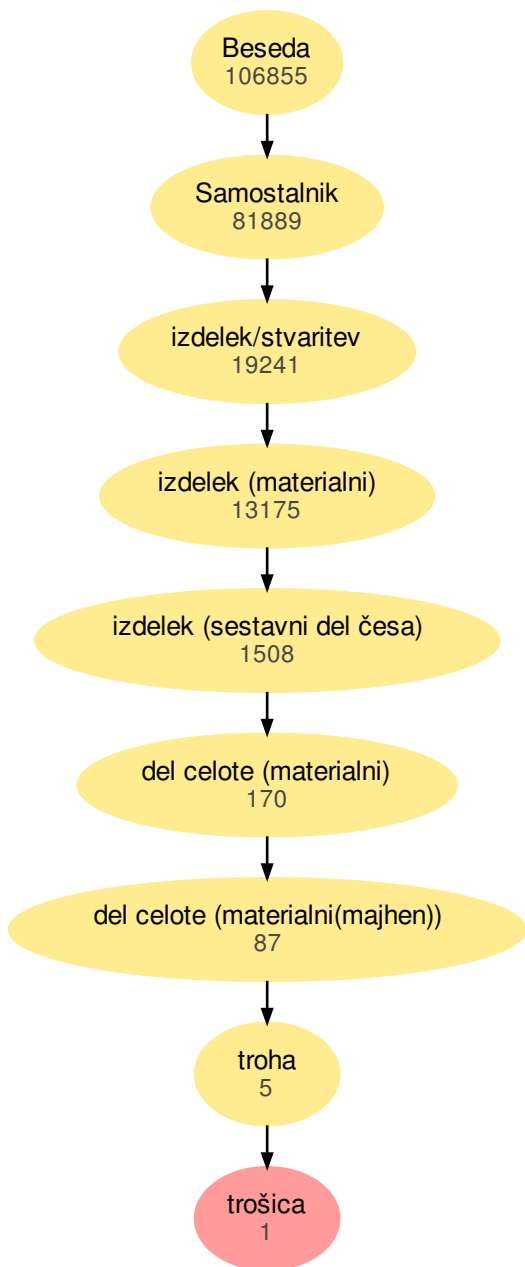 Beseda
106855
Samostalnik
81889
izdelek/stvaritev
19241
izdelek (materialni)
13175
izdelek (sestavni del česa)
1508
del celote (materialni)
170
del celote (materialni(majhen))
87
troha
5
trošica
1